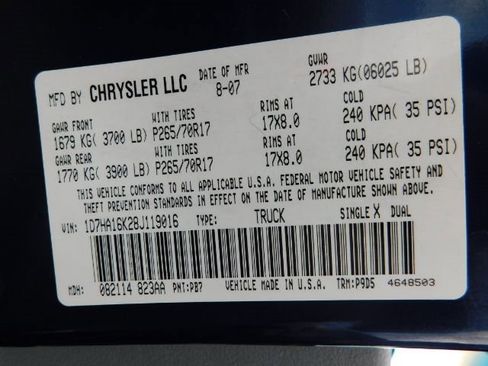 MFD BY CHRYSLER LLC DATE OF MFR 8-07 GVWR 2733 KG(06025 LB)
GAWR FRONT WITH TIRES RIMS AT COLD
1679 KG( 3700 LB) P265/70R17 17X8.0 240 KPA( 35 PSI)
GAWR REAR WITH TIRES RIMS AT COLD
1770 KG( 3900 LB) P265/70R17 17X8.0 240 KPA( 35 PSI)
THIS VEHICLE CONFORMS TO ALL APPLICABLE U.S.A. FEDERAL MOTOR VEHICLE SAFETY AND
THEFT PREVENTION STANDARDS IN EFFECT ON THE DATE OF MANUFACTURE SHOWN ABOVE.
VIN: 1D7HA16K28J119016 TYPE: TRUCK SINGLE X DUAL
MDH: 082114 823AA PNT:PB7 VEHICLE MADE IN U.S.A. TRM:P9D5 4648503